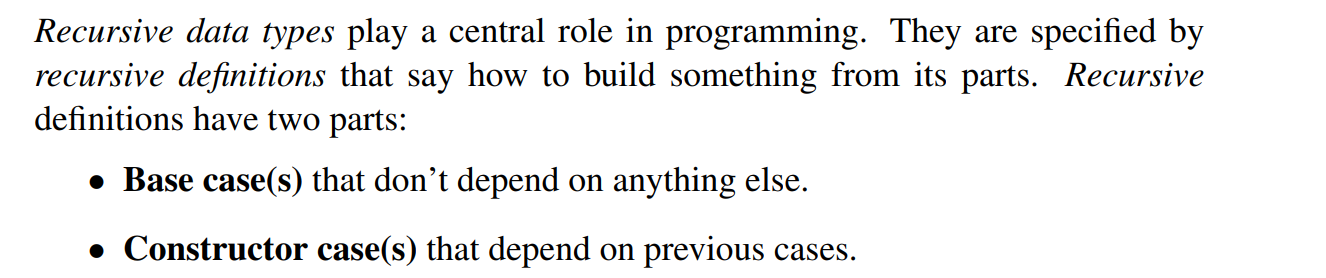 Recursive data types play a central role in programming. They are specified by
recursive definitions that say how to build something from its parts. Recursive
definitions have two parts:
• Base case(s) that don’t depend on anything else.
• Constructor case(s) that depend on previous cases.